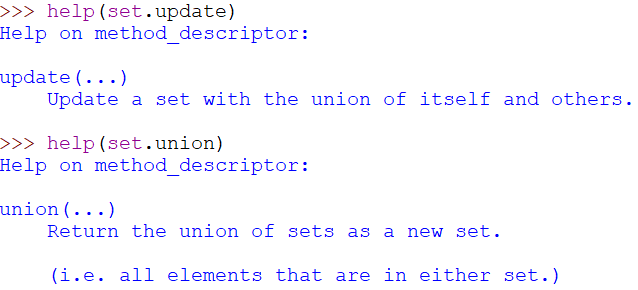 >>> help(set.update)
Help on method_descriptor:
update(...)
Update a set with the union of itself and others.
>>> help(set.union)
Help on method_descriptor:
union(...)
Return the union of sets as a new set.
(i.e. all elements that are in either set.)